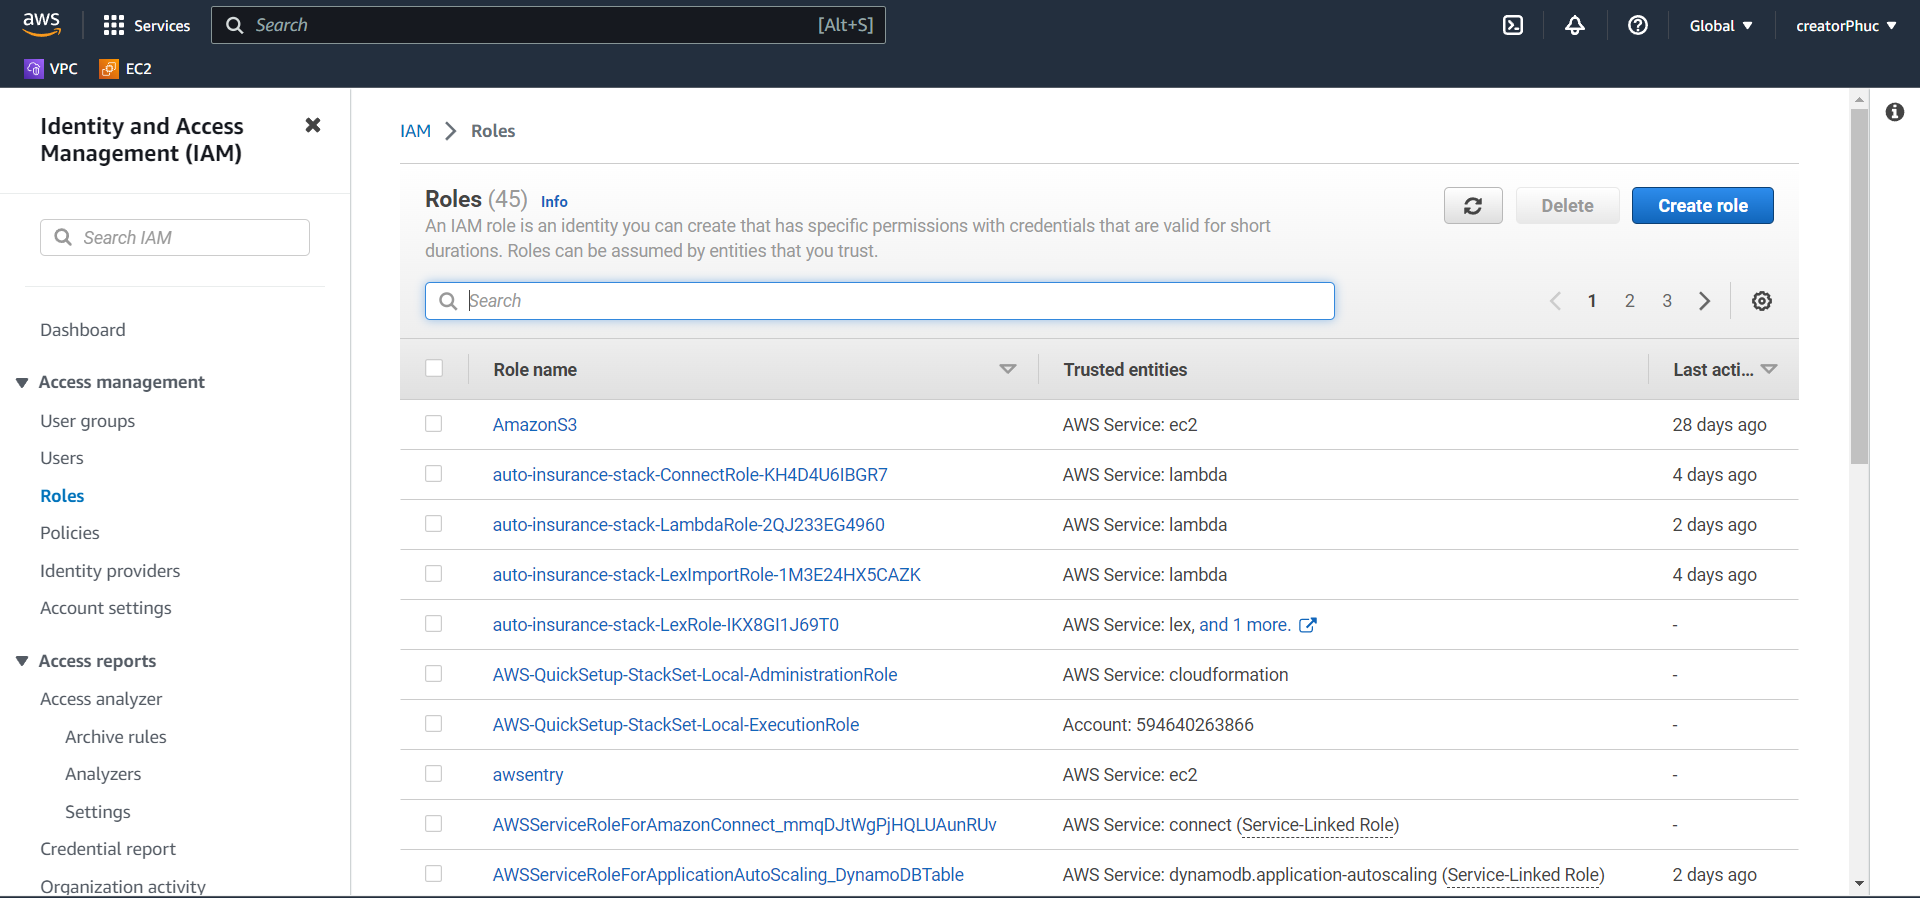 aws
Services
Search
[Alt+S]
Global
creatorPhuc
VPC
EC2
Identity and Access
Management (IAM)
Search IAM
Dashboard
Access management
User groups
Users
Roles
Policies
Identity providers
Account settings
Access reports
Access analyzer
Archive rules
Analyzers
Settings
Credential report
Organization activity
IAM > Roles
Roles (45) Info
An IAM role is an identity you can create that has specific permissions with credentials that are valid for short
durations. Roles can be assumed by entities that you trust.
Delete
Create role
Search
1 2 3
Role name Trusted entities Last acti...
AmazonS3 AWS Service: ec2 28 days ago
auto-insurance-stack-ConnectRole-KH4D4U6IBGR7 AWS Service: lambda 4 days ago
auto-insurance-stack-LambdaRole-2QJ233EG4960 AWS Service: lambda 2 days ago
auto-insurance-stack-LexImportRole-1M3E24HX5CAZK AWS Service: lambda 4 days ago
auto-insurance-stack-LexRole-IKX8GI1J69T0 AWS Service: lex, and 1 more. -
AWS-QuickSetup-StackSet-Local-AdministrationRole AWS Service: cloudformation -
AWS-QuickSetup-StackSet-Local-ExecutionRole Account: 594640263866 -
awsentry AWS Service: ec2 -
AWSServiceRoleForAmazonConnect_mmqDJtWgPjHQLUAunRUv AWS Service: connect (Service-Linked Role) -
AWSServiceRoleForApplicationAutoScaling_DynamoDBTable AWS Service: dynamodb.application-autoscaling (Service-Linked Role) 2 days ago